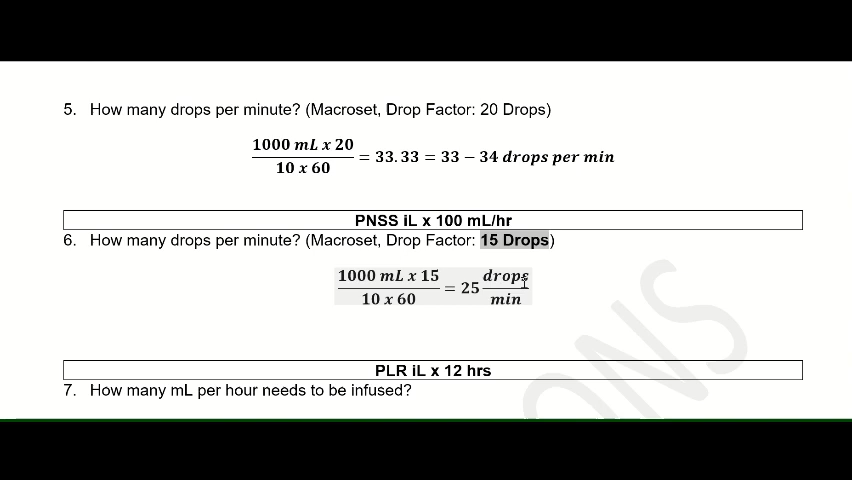 5. How many drops per minute? (Macroset, Drop Factor: 20 Drops)
1000 mL x 20
10 x 60
= 33.33 = 33 − 34 drops per min
PNSS iL x 100 mL/hr
6. How many drops per minute? (Macroset, Drop Factor: 15 Drops)
1000 mL x 15
10 x 60
= 25
drops
min
PLR iL x 12 hrs
7. How many mL per hour needs to be infused?
ONS